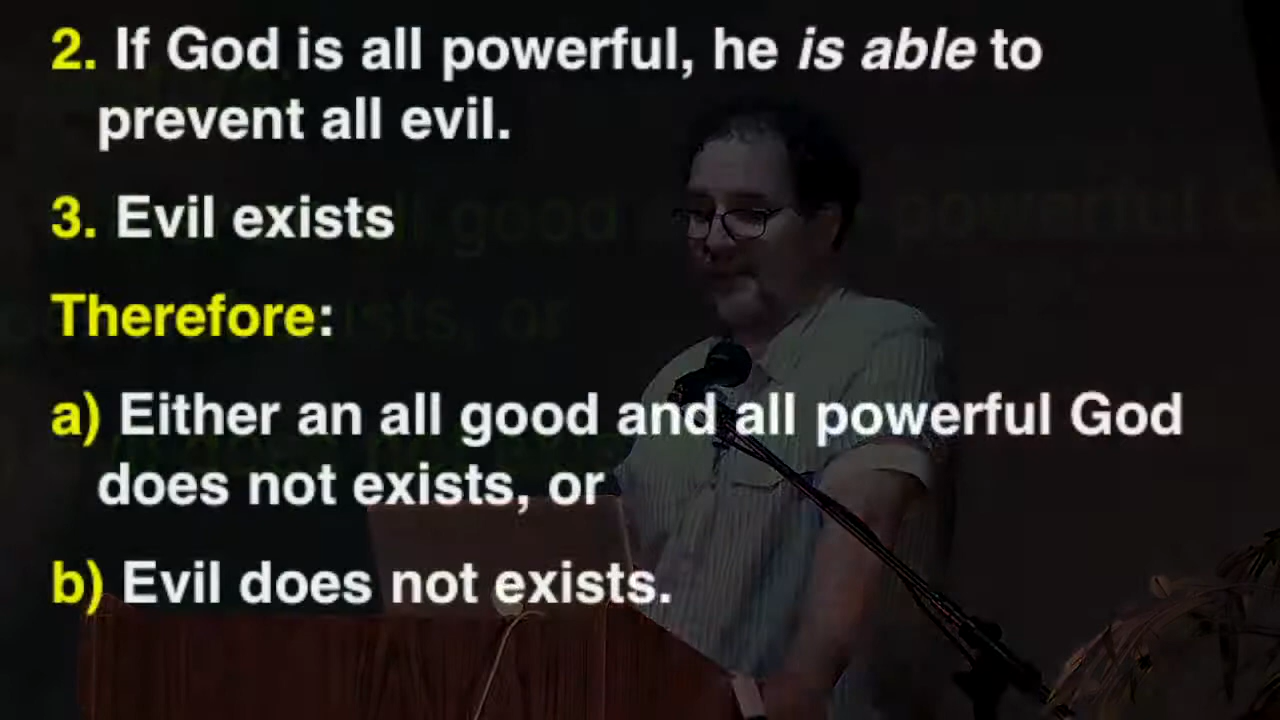 2. If God is all powerful, he is able to
prevent all evil.
3. Evil exists
Therefore:
a) Either an all good and all powerful God
does not exists, or
b) Evil does not exists.